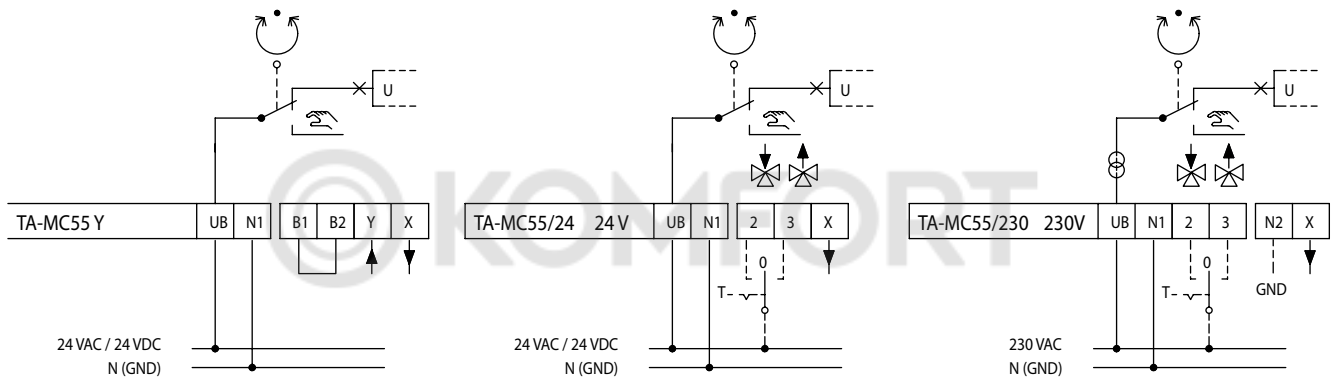 U
U
U
TA-MC55 Y UB N1 B1 B2 Y X
TA-MC55/24 24 V UB N1 2 3 X
TA-MC55/230 230V UB N1 2 3 N2 X
© KOMFORT
0
0
T
T
GND
24 VAC / 24 VDC
N (GND)
24 VAC / 24 VDC
N (GND)
230 VAC
N (GND)